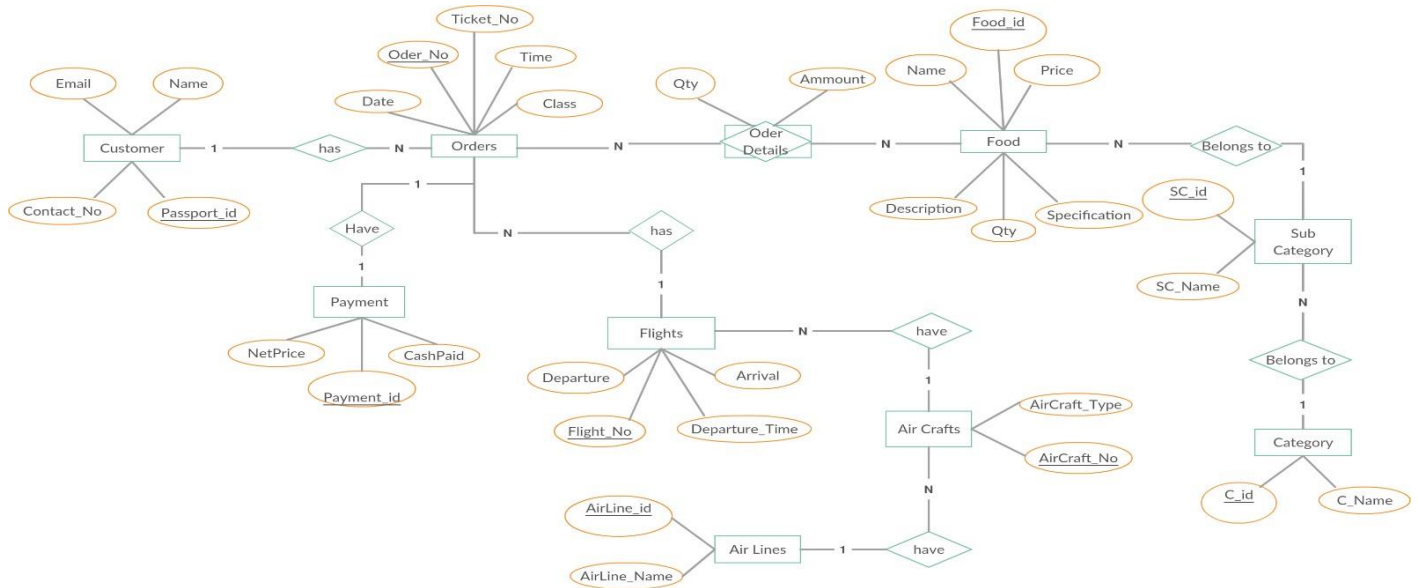 Ticket_No
Food_id
Oder_No
Time
Email
Name
Qty
Ammount
Name
Price
Date
Class
Customer
1
has
N
Orders
N
Oder
Details
N
Food
N
Belongs to
1
Contact_No
Passport_id
1
Description
Qty
Specification
SC_id
Have
N
has
Sub
Category
1
1
SC_Name
Payment
N
Flights
N
have
NetPrice
CashPaid
Belongs to
Payment_id
Departure
Arrival
1
1
Flight_No
Departure_Time
Air Crafts
AirCraft_Type
AirCraft_No
Category
N
C_id
C_Name
AirLine_id
Air Lines
1
have
AirLine_Name